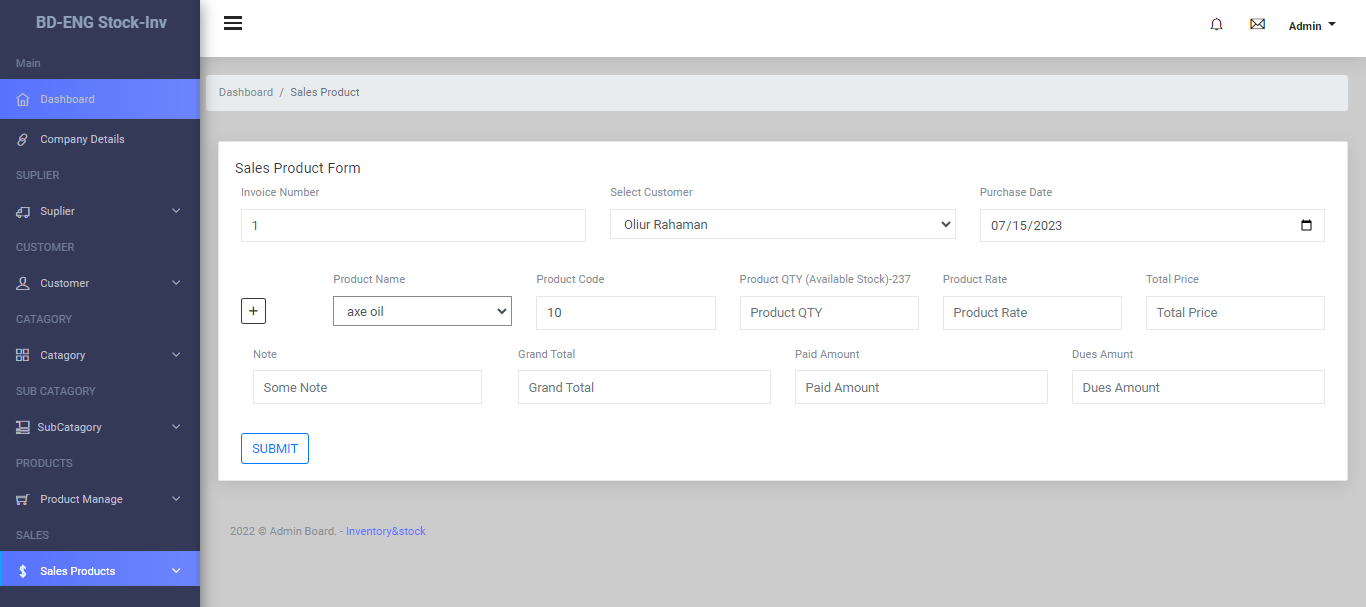 BD-ENG Stock-Inv
Admin
Main
Dashboard
Company Details
SUPLIER
Suplier
CUSTOMER
Customer
CATAGORY
Catagory
SUB CATAGORY
SubCatagory
PRODUCTS
Product Manage
SALES
Sales Products
Dashboard / Sales Product
Sales Product Form
Invoice Number Select Customer Purchase Date
1 Oliur Rahaman 07/15/2023
Product Name Product Code Product QTY (Available Stock)-237 Product Rate Total Price
+ axe oil 10 Product QTY Product Rate Total Price
Note Grand Total Paid Amount Dues Amunt
Some Note Grand Total Paid Amount Dues Amount
SUBMIT
2022 © Admin Board. - Inventory&stock